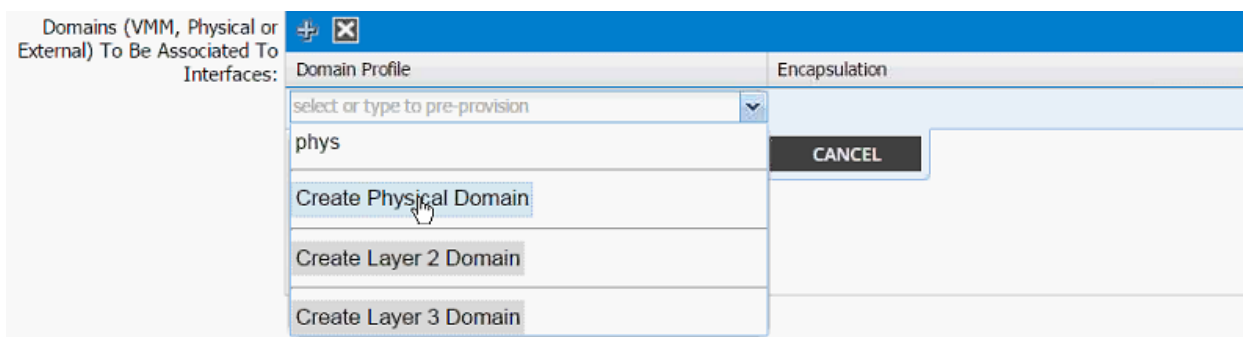 Domains (VMM, Physical or
External) To Be Associated To
Interfaces:
Domain Profile
Encapsulation
select or type to pre-provision
phys
CANCEL
Create Physical Domain
Create Layer 2 Domain
Create Layer 3 Domain